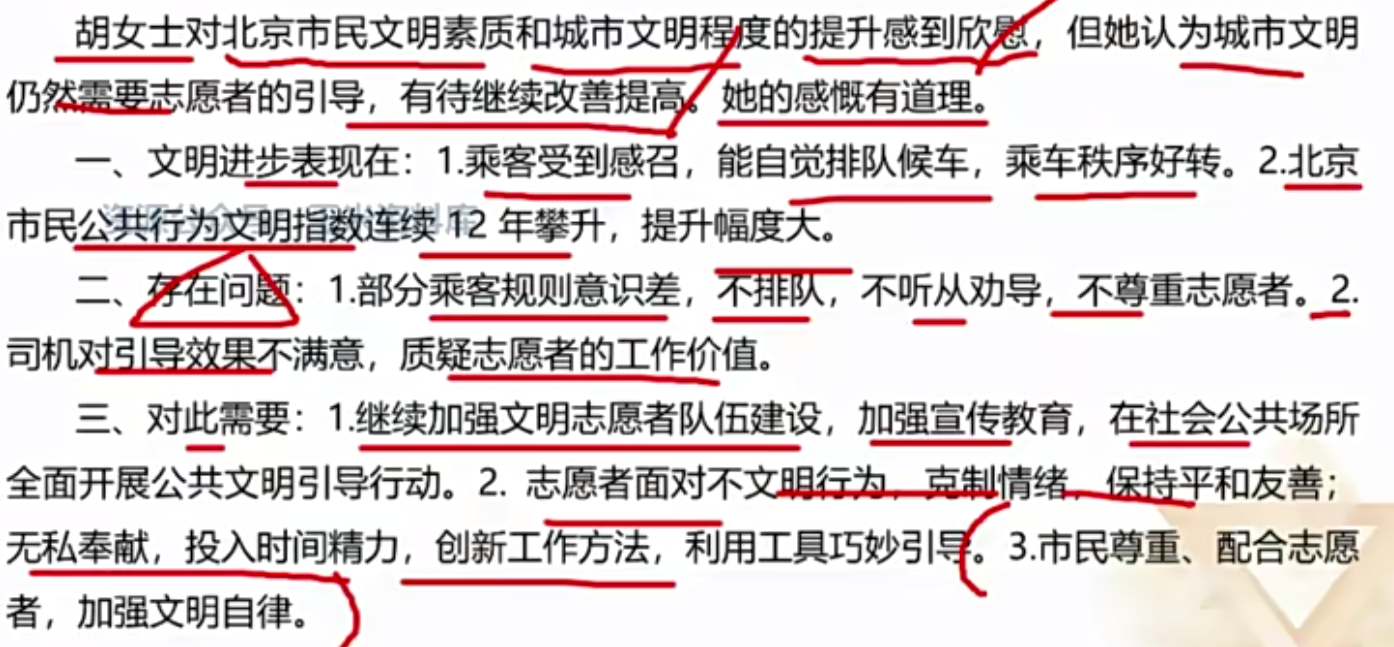 胡女士对北京市民文明素质和城市文明程度的提升感到欣慰，但她认为城市文明
仍然需要志愿者的引导，有待继续改善提高。她的感慨有道理。
一、文明进步表现在：1.乘客受到感召，能自觉排队候车，乘车秩序好转。2.北京
市民公共行为文明指数连续 12 年攀升，提升幅度大。
二、存在问题：1.部分乘客规则意识差，不排队，不听从劝导，不尊重志愿者。2.
司机对引导效果不满意，质疑志愿者的工作价值。
三、对此需要：1.继续加强文明志愿者队伍建设，加强宣传教育，在社会公共场所
全面开展公共文明引导行动。2. 志愿者面对不文明行为，克制情绪，保持平和友善；
无私奉献，投入时间精力，创新工作方法，利用工具巧妙引导。3.市民尊重、配合志愿
者，加强文明自律。